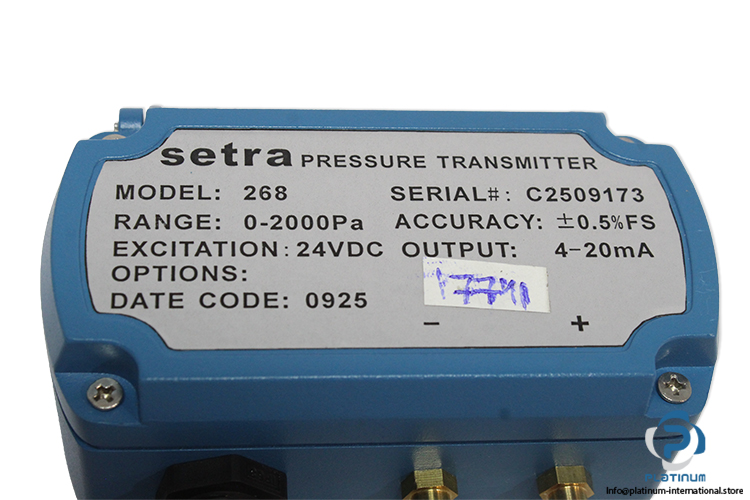 setra PRESSURE TRANSMITTER
MODEL: 268 SERIAL#: C2509173
RANGE: 0-2000Pa ACCURACY: ±0.5%FS
EXCITATION: 24VDC OUTPUT: 4-20mA
OPTIONS:
DATE CODE: 0925
- +
PLATINUM
Info@platinum-international.store